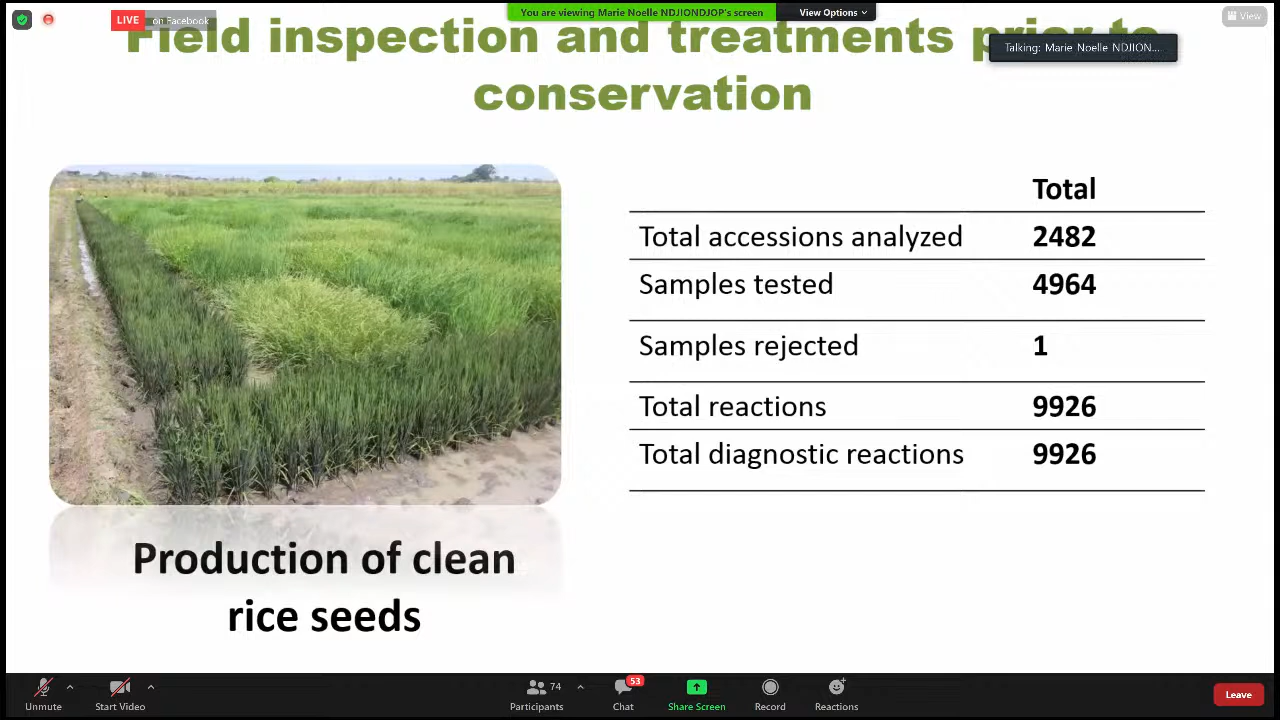 LIVE on Facebook
You are viewing Marie Noelle NDJIONDJOP's screen
View Options
View
Talking: Marie Noelle NDJION...
Field inspection and treatments prior to
conservation
Total
Total accessions analyzed 2482
Samples tested 4964
Samples rejected 1
Total reactions 9926
Total diagnostic reactions 9926
Production of clean
rice seeds
Unmute
Start Video
74
Participants
53
Chat
Share Screen
Record
Reactions
Leave